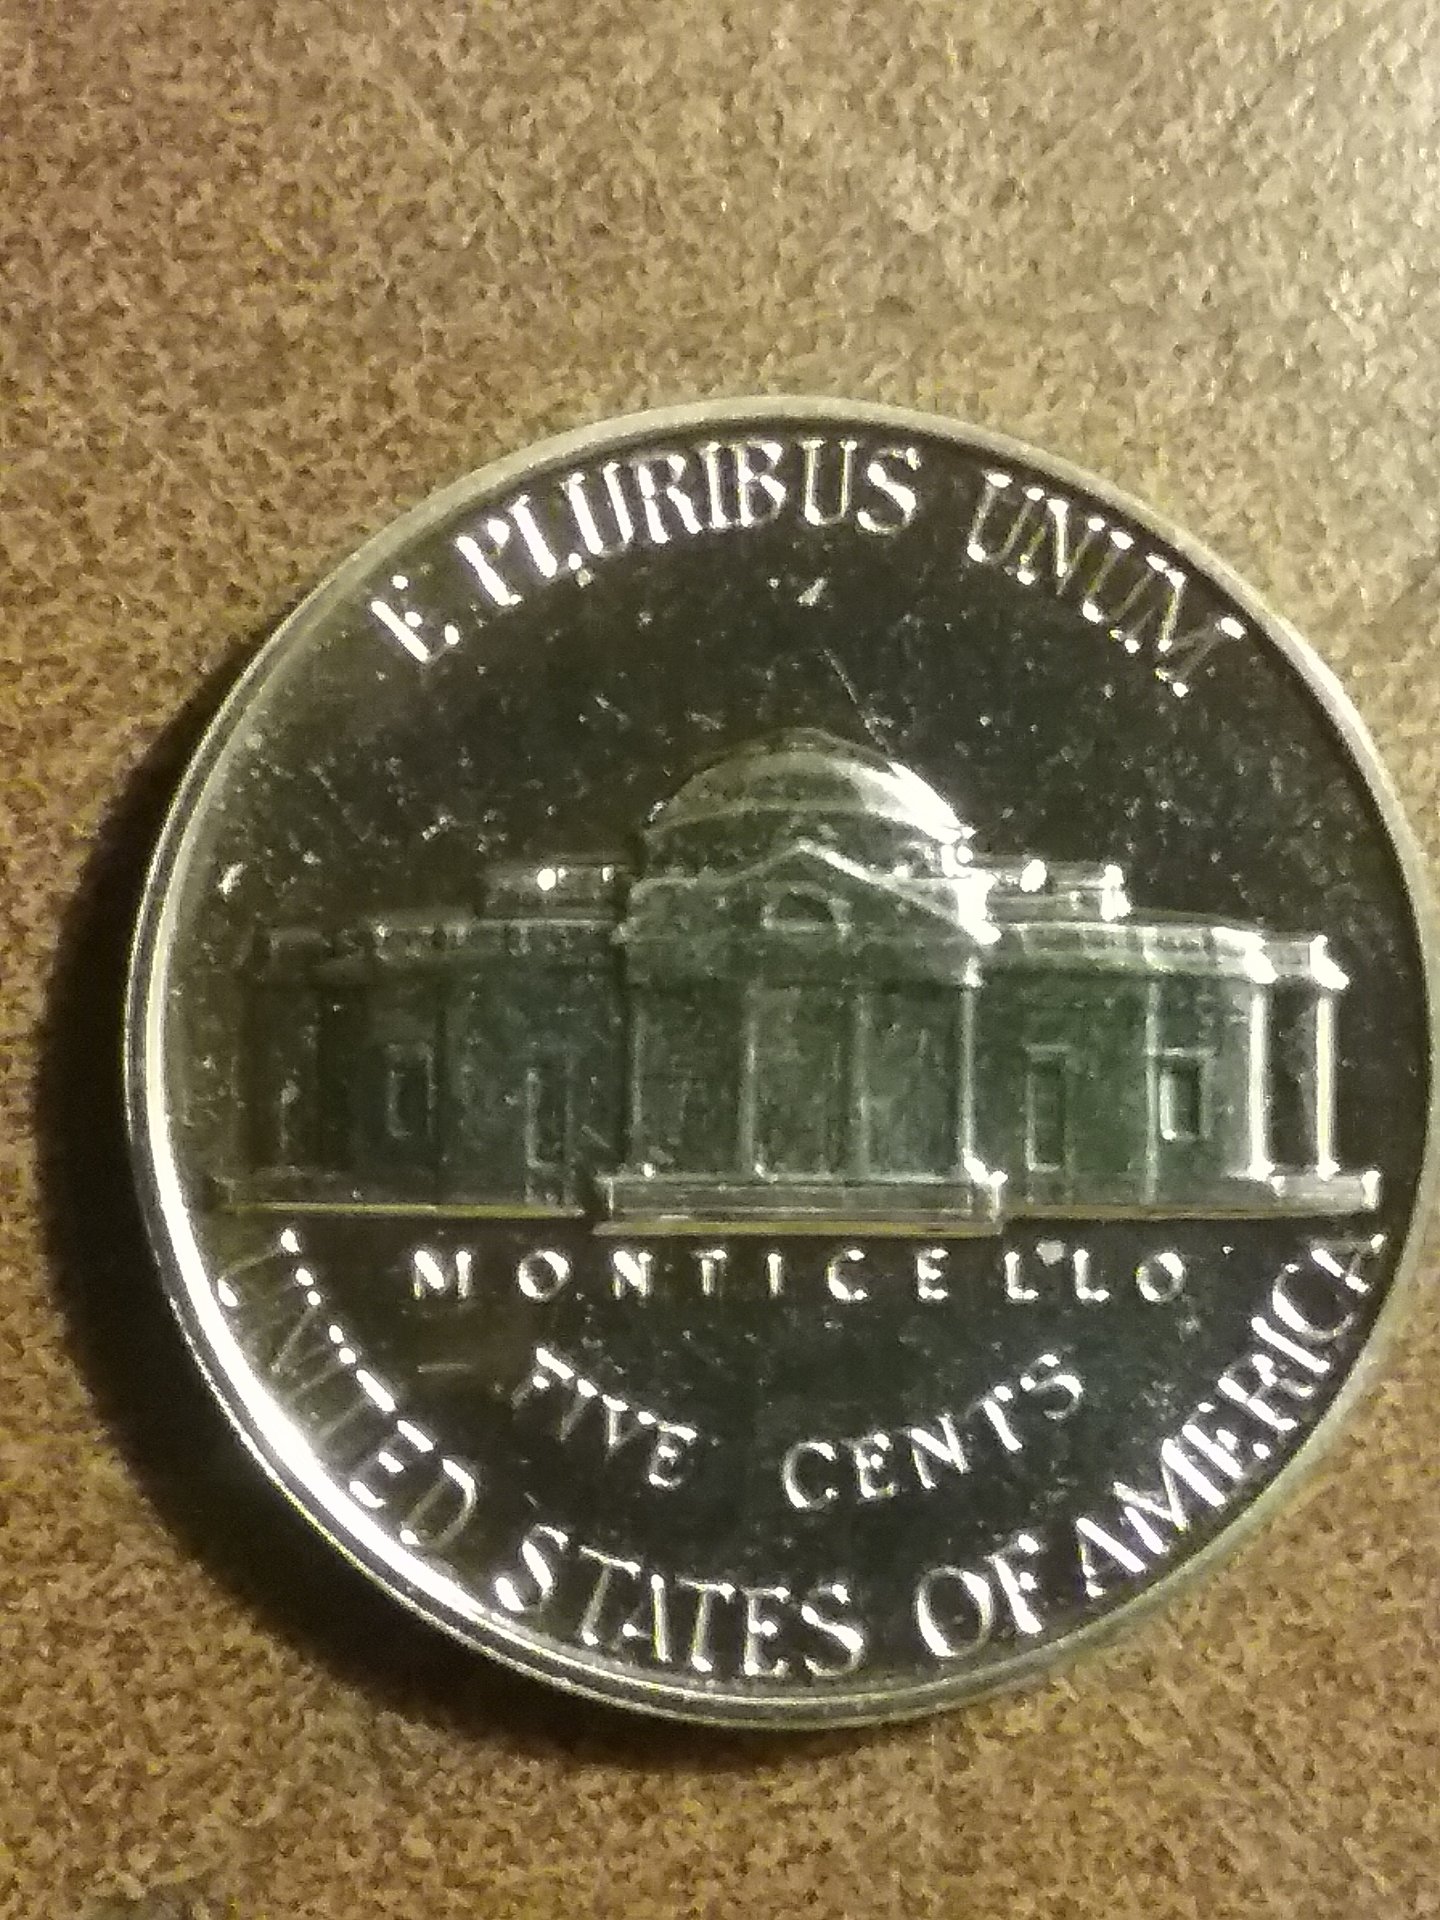 E PLURIBUS UNUM
MONTICELLO
FIVE CENTS
UNITED STATES OF AMERICA